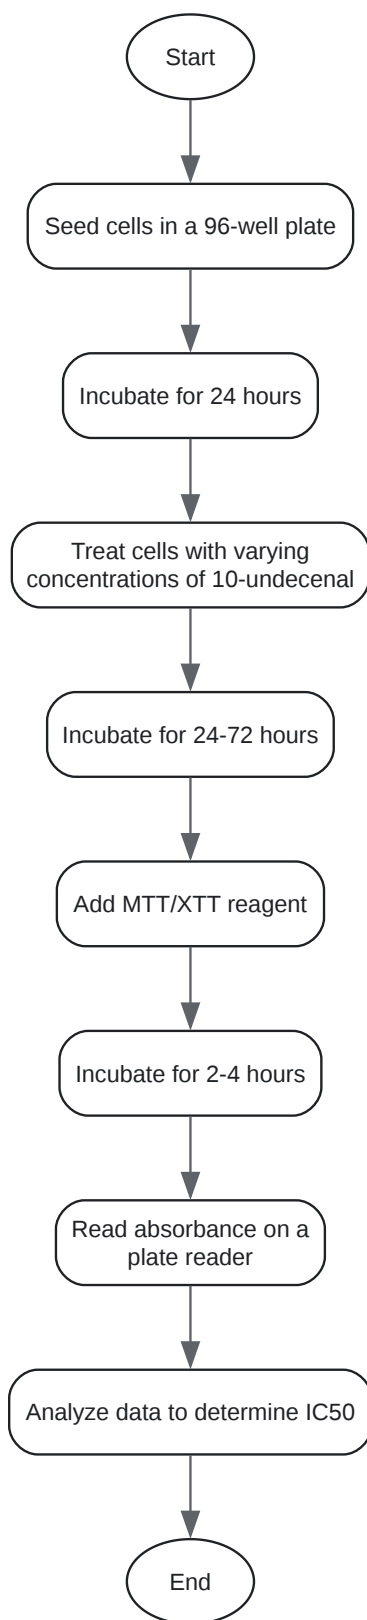 Start
Seed cells in a 96-well plate
Incubate for 24 hours
Treat cells with varying
concentrations of 10-undecenal
Incubate for 24-72 hours
Add MTT/XTT reagent
Incubate for 2-4 hours
Read absorbance on a
plate reader
Analyze data to determine IC50
End